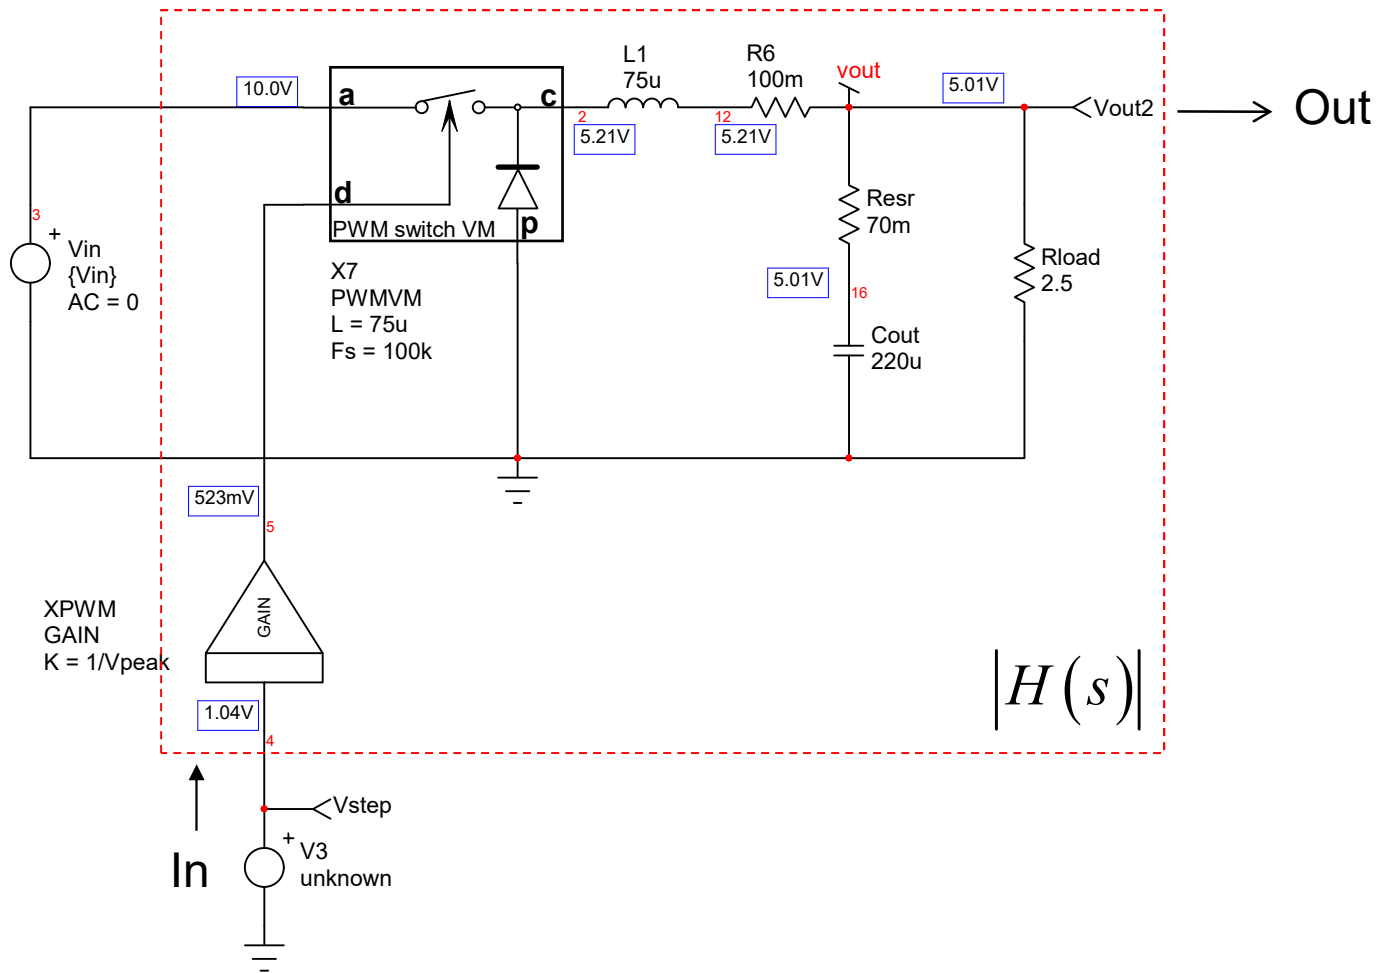 L1
75u
R6
100m
vout
5.01V
10.0V
a
c
2
5.21V
12
5.21V
Vout2
Out
d
PWM switch VM
p
3
+
Vin
{Vin}
AC = 0
X7
PWMVM
L = 75u
Fs = 100k
Resr
70m
5.01V
16
Cout
220u
Rload
2.5
523mV
5
GAIN
XPWM
GAIN
K = 1/Vpeak
1.04V
4
|H(s)|
Vstep
In
+
V3
unknown